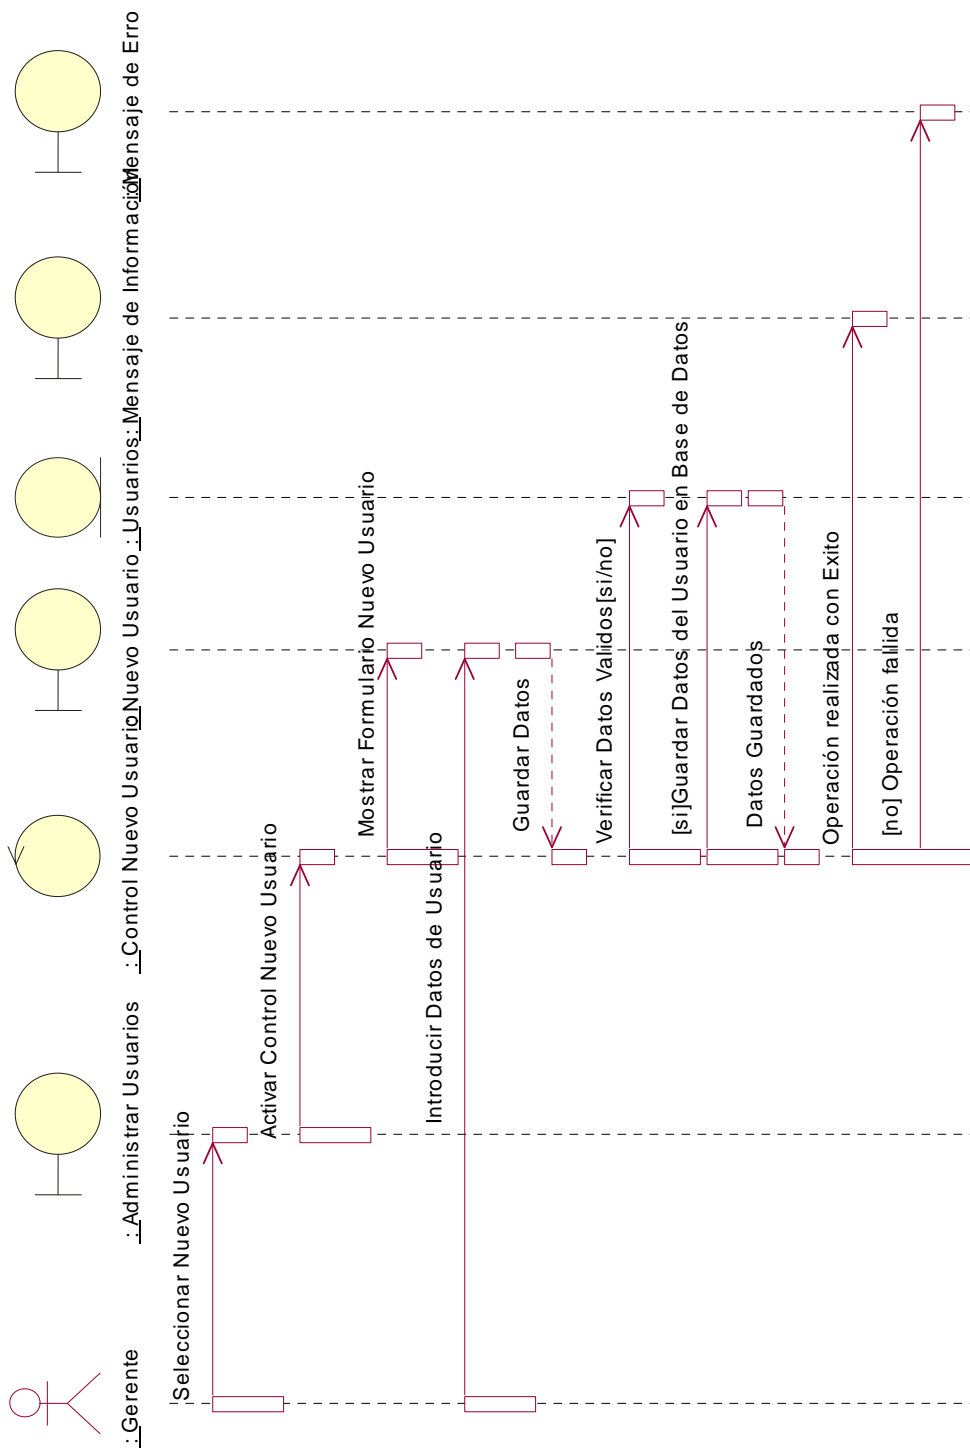 : Gerente
: Administrar Usuarios
: Control Nuevo Usuario
: Nuevo Usuario
: Usuarios
: Mensaje de Información
: Mensaje de Erro
Seleccionar Nuevo Usuario
Activar Control Nuevo Usuario
Mostrar Formulario Nuevo Usuario
Introducir Datos de Usuario
Guardar Datos
Verificar Datos Validos[si/no]
[si]Guardar Datos del Usuario en Base de Datos
Datos Guardados
Operación realizada con Exito
[no] Operación fallida